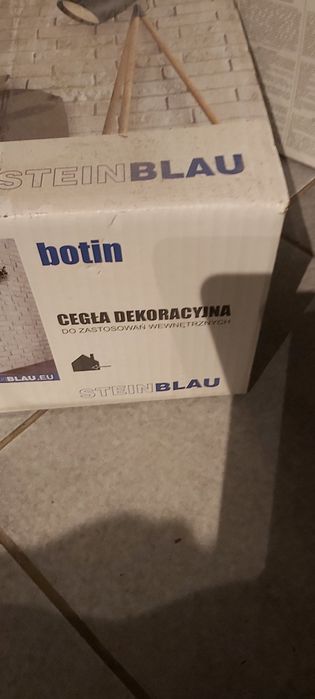 STEINBLAU
botin
CEGŁA DEKORACYJNA
DO ZASTOSOWAŃ WEWNĘTRZNYCH
BLAU.EU
STEINBLAU